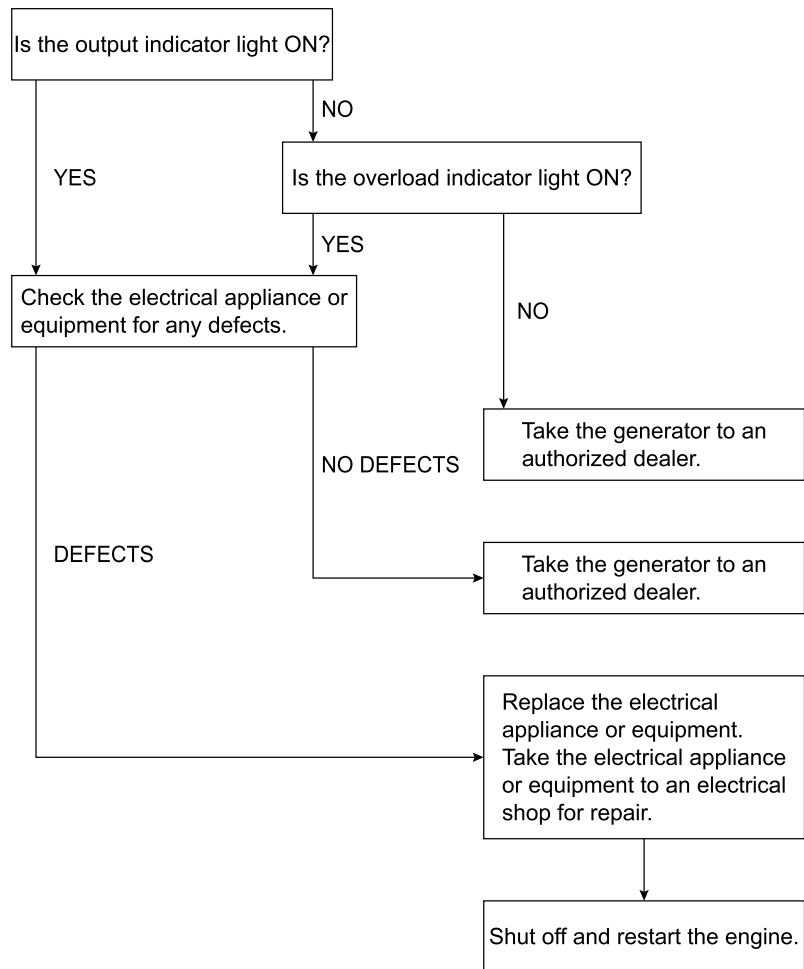 Is the output indicator light ON?
NO
YES
Is the overload indicator light ON?
YES
Check the electrical appliance or
equipment for any defects.
NO
Take the generator to an
authorized dealer.
NO DEFECTS
DEFECTS
Take the generator to an
authorized dealer.
Replace the electrical
appliance or equipment.
Take the electrical appliance
or equipment to an electrical
shop for repair.
Shut off and restart the engine.